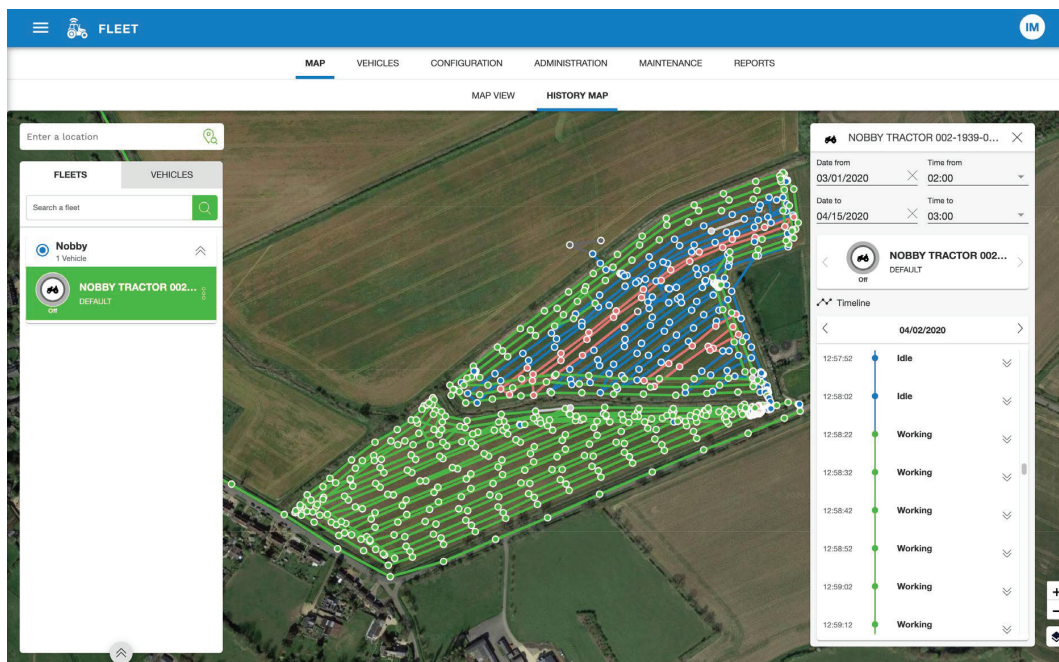 FLEET
IM
MAP VEHICLES CONFIGURATION ADMINISTRATION MAINTENANCE REPORTS
MAP VIEW HISTORY MAP
Enter a location
FLEETS VEHICLES
Search a fleet
Nobby
1 Vehicle
NOBBY TRACTOR 002...
DEFAULT
Off
NOBBY TRACTOR 002-1939-0...
Date from Time from
03/01/2020 02:00
Date to Time to
04/15/2020 03:00
NOBBY TRACTOR 002...
DEFAULT
Off
Timeline
04/02/2020
12:57:52 Idle
12:58:02 Idle
12:58:22 Working
12:58:32 Working
12:58:42 Working
12:58:52 Working
12:59:02 Working
12:59:12 Working